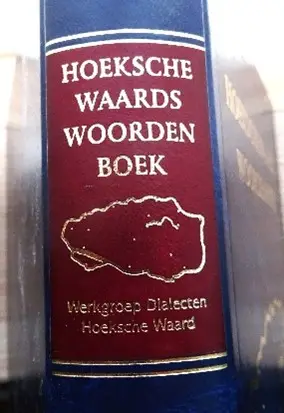 HOEKSCHE
WAARDS
WOORDEN
BOEK
Werkgroep Dialecten
Hoeksche Waard